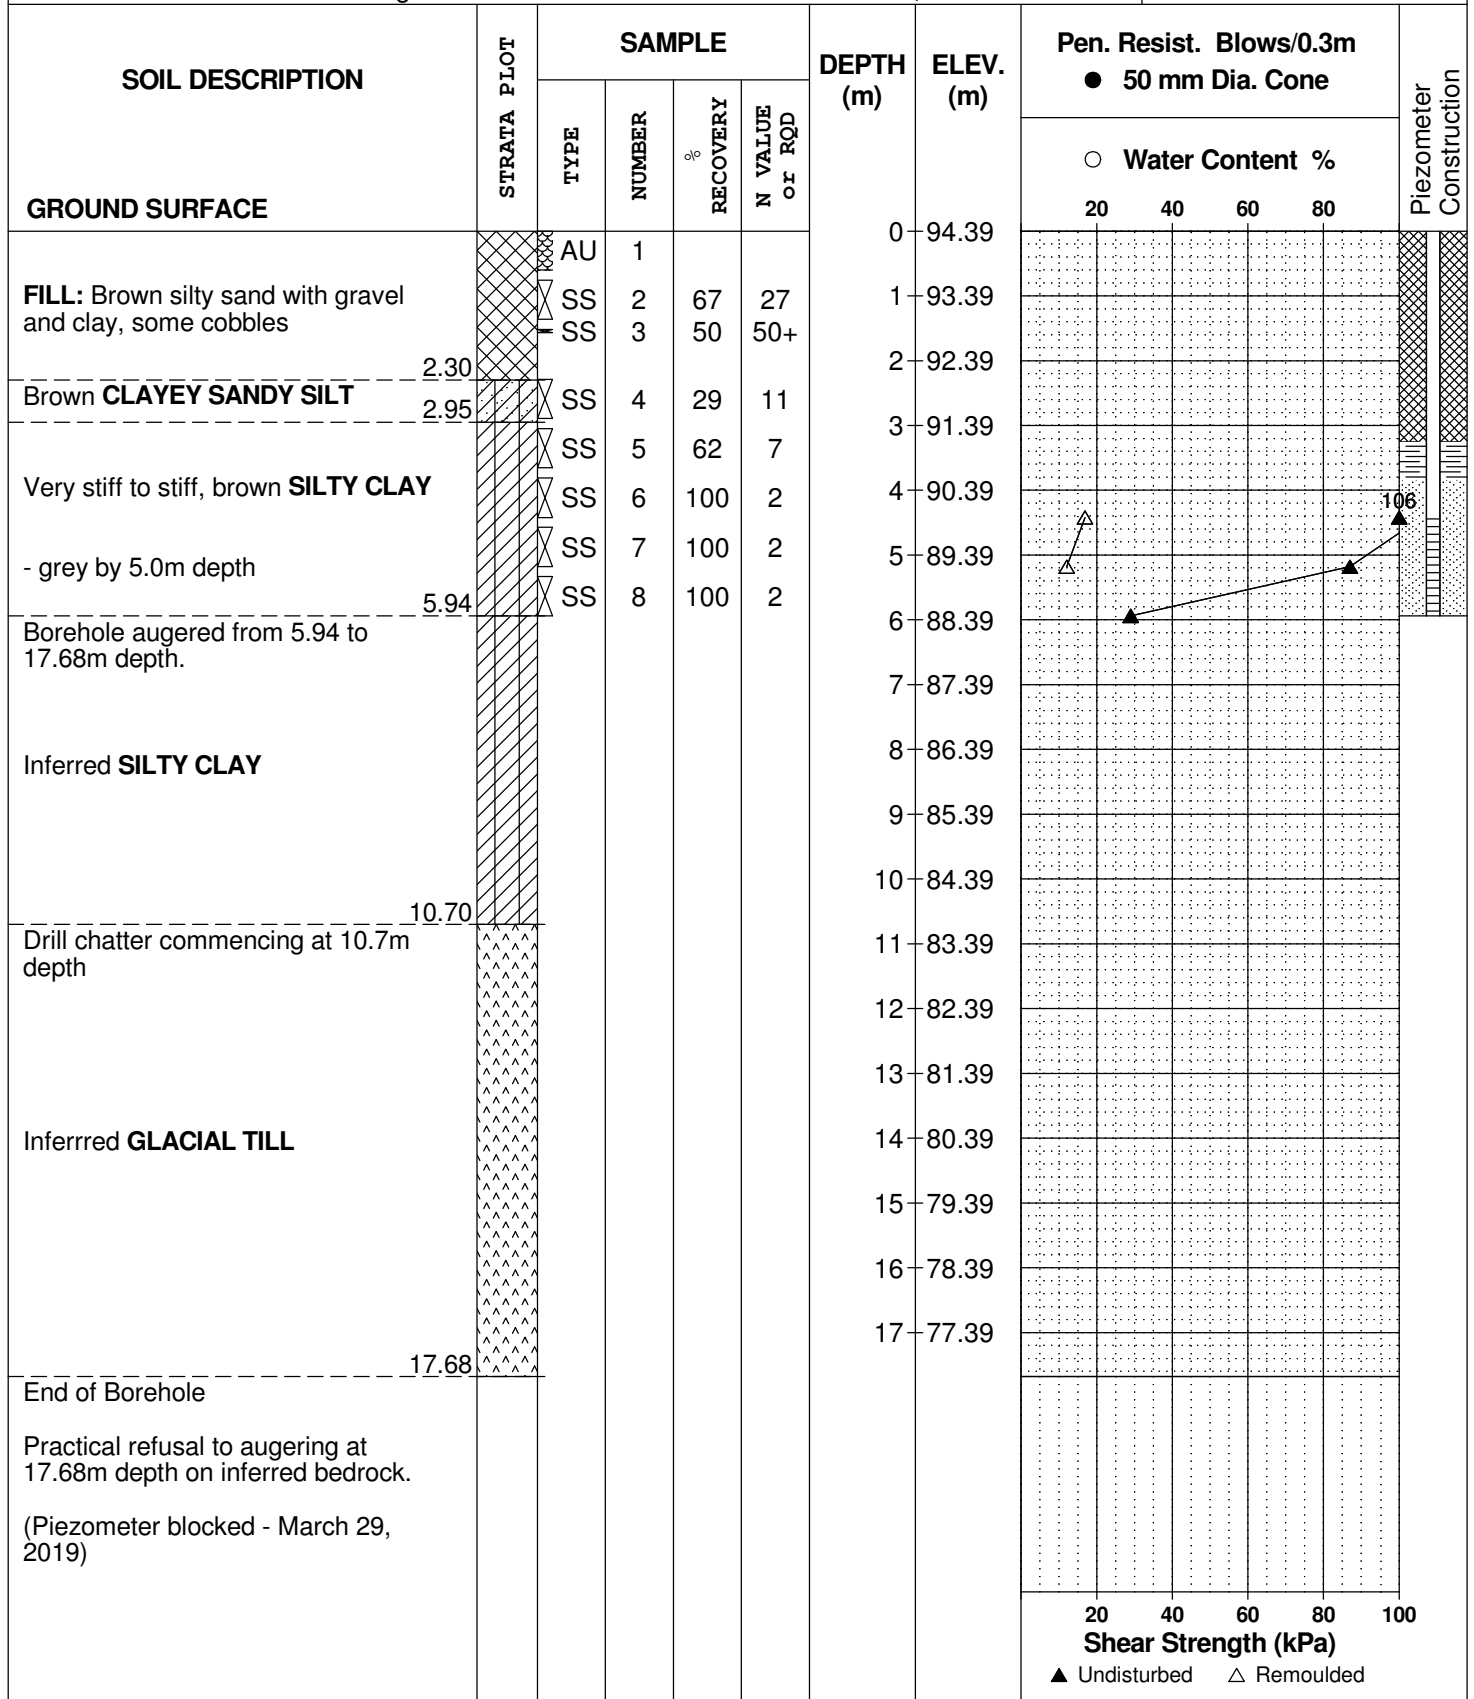 SOIL DESCRIPTION
GROUND SURFACE
STRATA PLOT
SAMPLE
TYPE
NUMBER
%
RECOVERY
N VALUE
or RQD
DEPTH
(m)
ELEV.
(m)
Pen. Resist. Blows/0.3m
● 50 mm Dia. Cone
○ Water Content %
20 40 60 80
Piezometer
Construction
0 94.39
AU 1
FILL: Brown silty sand with gravel
and clay, some cobbles
SS 2 67 27
1 93.39
SS 3 50 50+
2 92.39
2.30
Brown CLAYEY SANDY SILT
2.95
SS 4 29 11
3 91.39
SS 5 62 7
Very stiff to stiff, brown SILTY CLAY
SS 6 100 2
4 90.39
106
SS 7 100 2
5 89.39
- grey by 5.0m depth
SS 8 100 2
5.94
6 88.39
Borehole augered from 5.94 to
17.68m depth.
7 87.39
8 86.39
Inferred SILTY CLAY
9 85.39
10 84.39
10.70
Drill chatter commencing at 10.7m
depth
11 83.39
12 82.39
13 81.39
Inferrred GLACIAL TILL
14 80.39
15 79.39
16 78.39
17 77.39
17.68
End of Borehole
Practical refusal to augering at
17.68m depth on inferred bedrock.
(Piezometer blocked - March 29,
2019)
20 40 60 80 100
Shear Strength (kPa)
▲ Undisturbed △ Remoulded